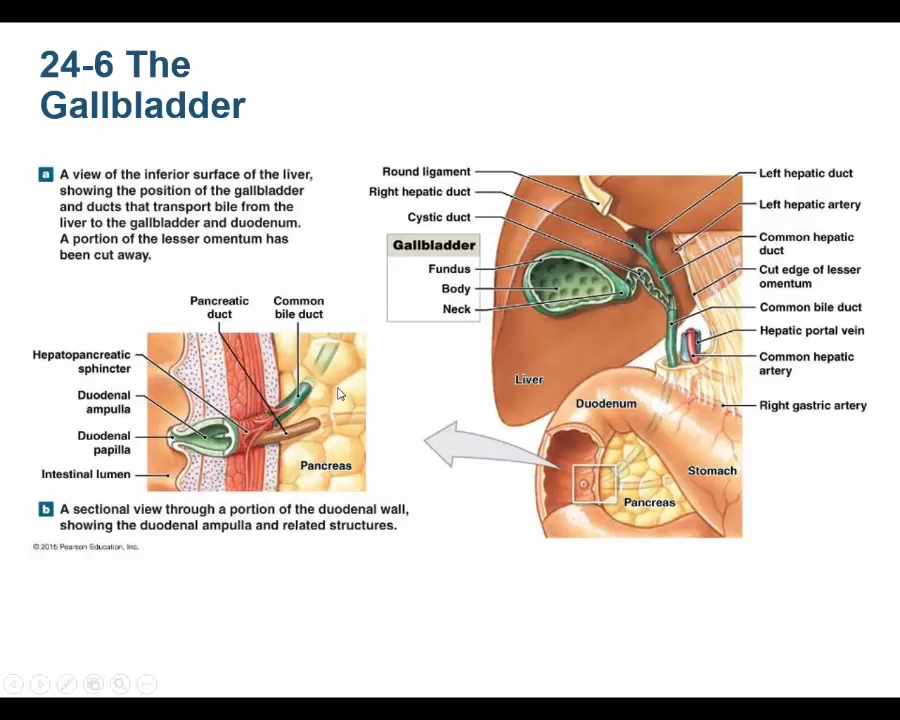 24-6 The
Gallbladder
a A view of the inferior surface of the liver,
showing the position of the gallbladder
and ducts that transport bile from the
liver to the gallbladder and duodenum.
A portion of the lesser omentum has
been cut away.
Round ligament
Right hepatic duct
Cystic duct
Gallbladder
Fundus
Body
Neck
Left hepatic duct
Left hepatic artery
Common hepatic
duct
Cut edge of lesser
omentum
Common bile duct
Hepatic portal vein
Common hepatic
artery
Right gastric artery
Liver
Duodenum
Stomach
Pancreas
Pancreatic
duct
Common
bile duct
Hepatopancreatic
sphincter
Duodenal
ampulla
Duodenal
papilla
Intestinal lumen
Pancreas
b A sectional view through a portion of the duodenal wall,
showing the duodenal ampulla and related structures.
© 2015 Pearson Education, Inc.